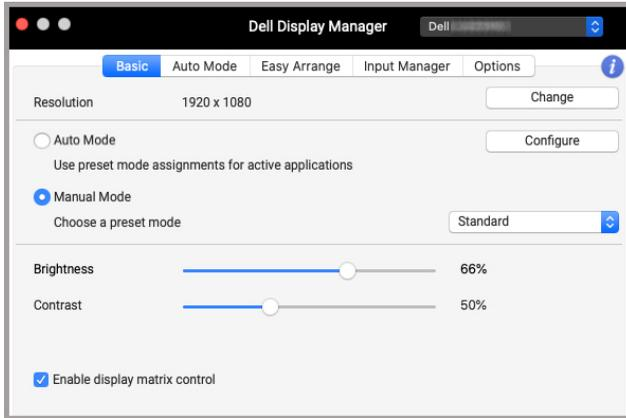 Dell Display Manager Dell
Basic Auto Mode Easy Arrange Input Manager Options i
Resolution 1920 x 1080 Change
Auto Mode Configure
Use preset mode assignments for active applications
Manual Mode
Choose a preset mode Standard
Brightness 66%
Contrast 50%
Enable display matrix control